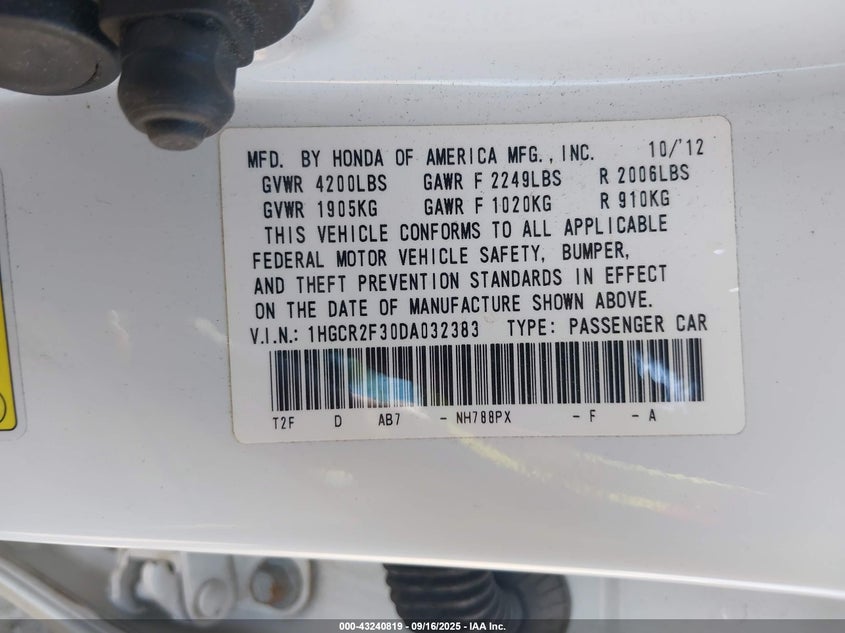 MFD. BY HONDA OF AMERICA MFG., INC. 10/'12
GVWR 4200LBS GAWR F 2249LBS R 2006LBS
GVWR 1905KG GAWR F 1020KG R 910KG
THIS VEHICLE CONFORMS TO ALL APPLICABLE
FEDERAL MOTOR VEHICLE SAFETY, BUMPER,
AND THEFT PREVENTION STANDARDS IN EFFECT
ON THE DATE OF MANUFACTURE SHOWN ABOVE.
V.I.N.: 1HGCR2F30DA032383 TYPE: PASSENGER CAR
T2F D AB7 - NH788PX - F - A
000-43240819 09/16/2025 IAA Inc.